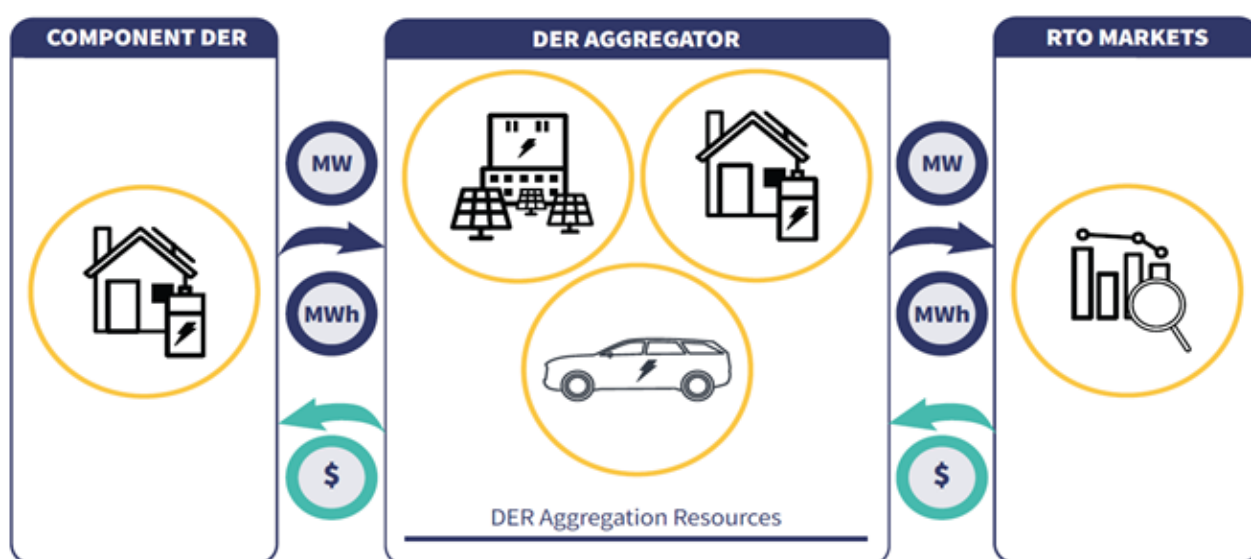 COMPONENT DER
DER AGGREGATOR
RTO MARKETS
MW
MWh
$
MW
MWh
$
DER Aggregation Resources